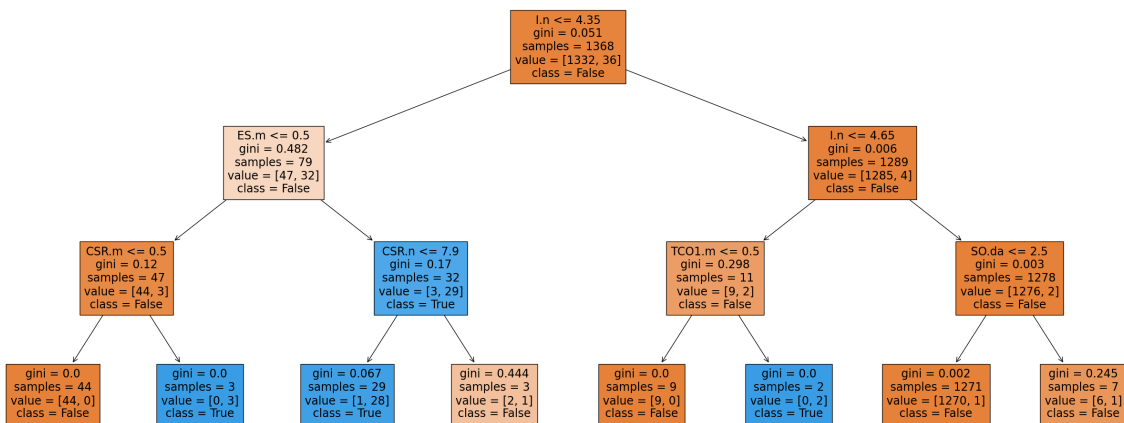 I.n <= 4.35
gini = 0.051
samples = 1368
value = [1332, 36]
class = False
ES.m <= 0.5
gini = 0.482
samples = 79
value = [47, 32]
class = False
I.n <= 4.65
gini = 0.006
samples = 1289
value = [1285, 4]
class = False
CSR.m <= 0.5
gini = 0.12
samples = 47
value = [44, 3]
class = False
CSR.n <= 7.9
gini = 0.17
samples = 32
value = [3, 29]
class = True
TCO1.m <= 0.5
gini = 0.298
samples = 11
value = [9, 2]
class = False
SO.da <= 2.5
gini = 0.003
samples = 1278
value = [1276, 2]
class = False
gini = 0.0
samples = 44
value = [44, 0]
class = False
gini = 0.0
samples = 3
value = [0, 3]
class = True
gini = 0.067
samples = 29
value = [1, 28]
class = True
gini = 0.444
samples = 3
value = [2, 1]
class = False
gini = 0.0
samples = 9
value = [9, 0]
class = False
gini = 0.0
samples = 2
value = [0, 2]
class = True
gini = 0.002
samples = 1271
value = [1270, 1]
class = False
gini = 0.245
samples = 7
value = [6, 1]
class = False